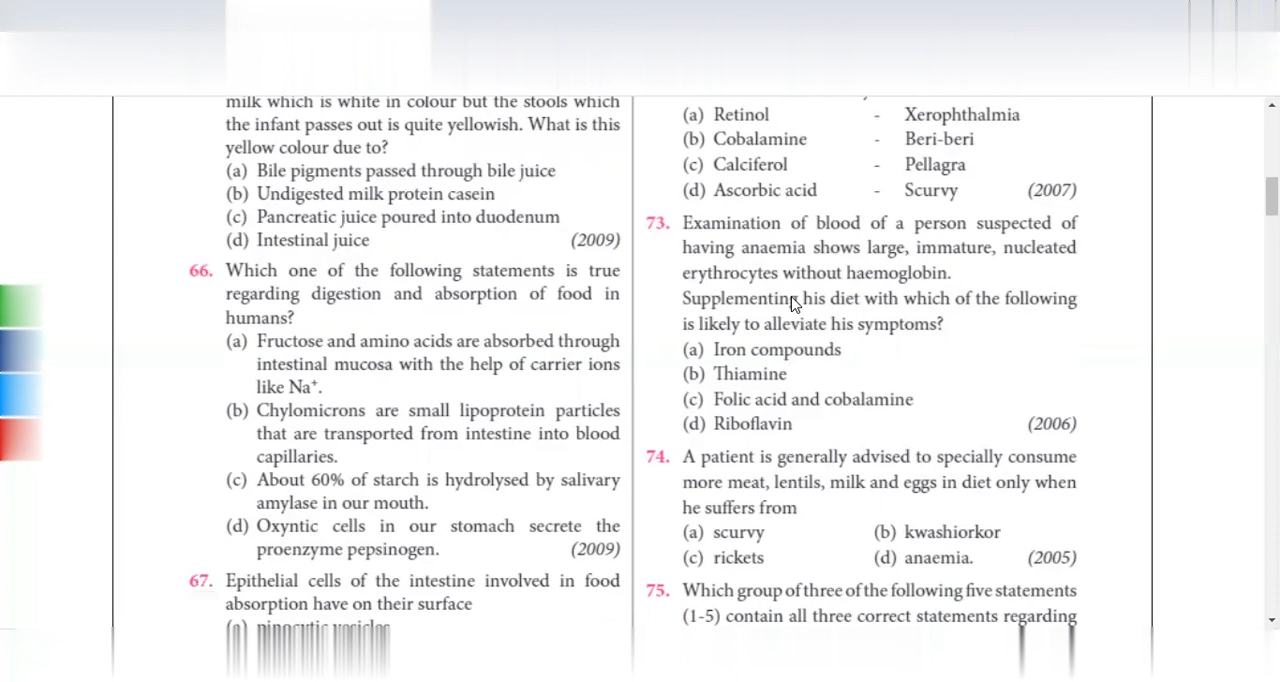 milk which is white in colour but the stools which
the infant passes out is quite yellowish. What is this
yellow colour due to?
(a) Bile pigments passed through bile juice
(b) Undigested milk protein casein
(c) Pancreatic juice poured into duodenum
(d) Intestinal juice (2009)
66. Which one of the following statements is true
regarding digestion and absorption of food in
humans?
(a) Fructose and amino acids are absorbed through
intestinal mucosa with the help of carrier ions
like Na⁺.
(b) Chylomicrons are small lipoprotein particles
that are transported from intestine into blood
capillaries.
(c) About 60% of starch is hydrolysed by salivary
amylase in our mouth.
(d) Oxyntic cells in our stomach secrete the
proenzyme pepsinogen. (2009)
67. Epithelial cells of the intestine involved in food
absorption have on their surface
(a) pinocytic vesicles
(a) Retinol - Xerophthalmia
(b) Cobalamine - Beri-beri
(c) Calciferol - Pellagra
(d) Ascorbic acid - Scurvy (2007)
73. Examination of blood of a person suspected of
having anaemia shows large, immature, nucleated
erythrocytes without haemoglobin.
Supplementing his diet with which of the following
is likely to alleviate his symptoms?
(a) Iron compounds
(b) Thiamine
(c) Folic acid and cobalamine
(d) Riboflavin (2006)
74. A patient is generally advised to specially consume
more meat, lentils, milk and eggs in diet only when
he suffers from
(a) scurvy (b) kwashiorkor
(c) rickets (d) anaemia. (2005)
75. Which group of three of the following five statements
(1-5) contain all three correct statements regarding